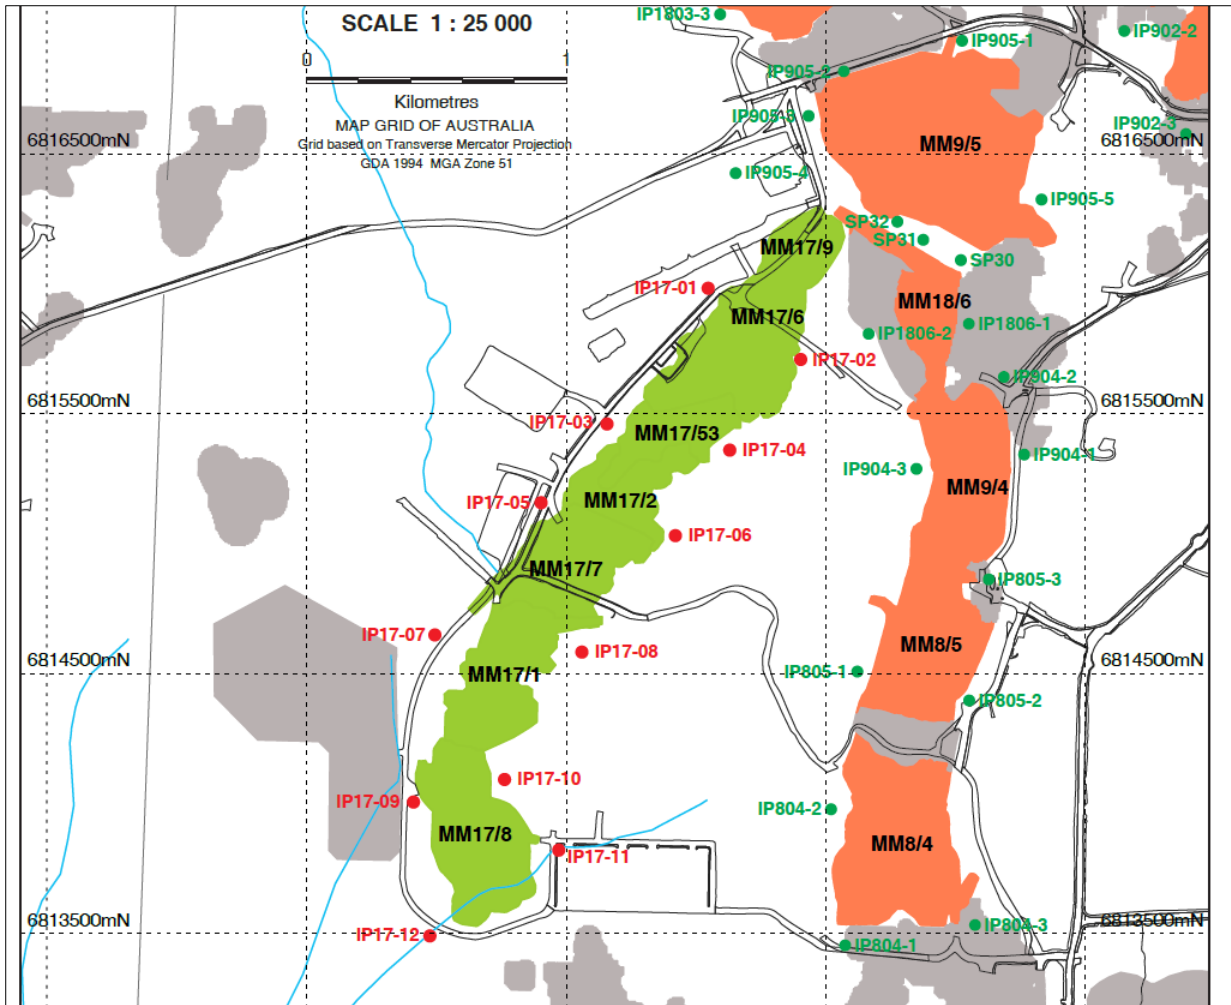 IP1803-3
SCALE 1 : 25 000
IP902-2
IP905-1
0
1
IP905-2
Kilometres
IP905-3
MAP GRID OF AUSTRALIA
IP902-3
6816500mN
Grid based on Transverse Mercator Projection
MM9/5
6816500mN
GDA 1994 MGA Zone 51
IP905-4
IP905-5
SP32
SP31
MM17/9
SP30
IP17-01
MM18/6
MM17/6
IP1806-1
IP1806-2
IP17-02
IP904-2
6815500mN
6815500mN
IP17-03
MM17/53
IP17-04
IP904-1
IP904-3
MM9/4
IP17-05
MM17/2
IP17-06
MM17/7
IP805-3
IP17-07
MM8/5
IP17-08
6814500mN
MM17/1
IP805-1
6814500mN
IP805-2
IP17-10
IP17-09
IP804-2
MM17/8
MM8/4
IP17-11
6813500mN
6813500mN
IP804-3
IP17-12
IP804-1